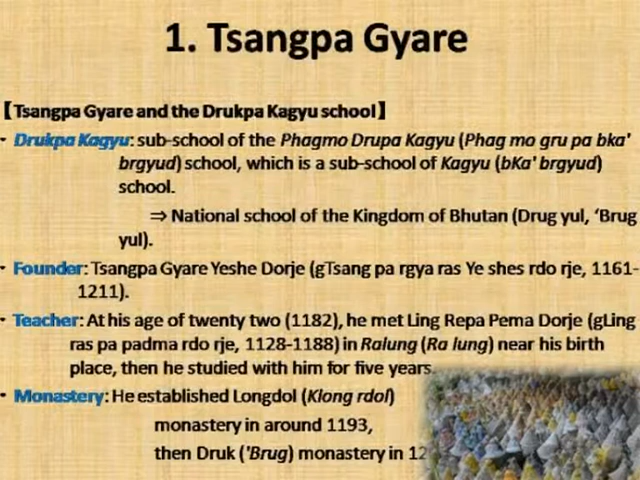 1. Tsangpa Gyare
【Tsangpa Gyare and the Drukpa Kagyu school】
- Drukpa Kagyu: sub-school of the Phagmo Drupa Kagyu (Phag mo gru pa bka'
brgyud) school, which is a sub-school of Kagyu (bKa' brgyud)
school.
⇒ National school of the Kingdom of Bhutan (Drug yul, ‘Brug
yul).
- Founder: Tsangpa Gyare Yeshe Dorje (gTsang pa rgya ras Ye shes rdo rje, 1161-
1211).
- Teacher: At his age of twenty two (1182), he met Ling Repa Pema Dorje (gLing
ras pa padma rdo rje, 1128-1188) in Ralung (Ra lung) near his birth
place, then he studied with him for five years.
- Monastery: He established Longdol (Klong rdol)
monastery in around 1193,
then Druk ('Brug) monastery in 12